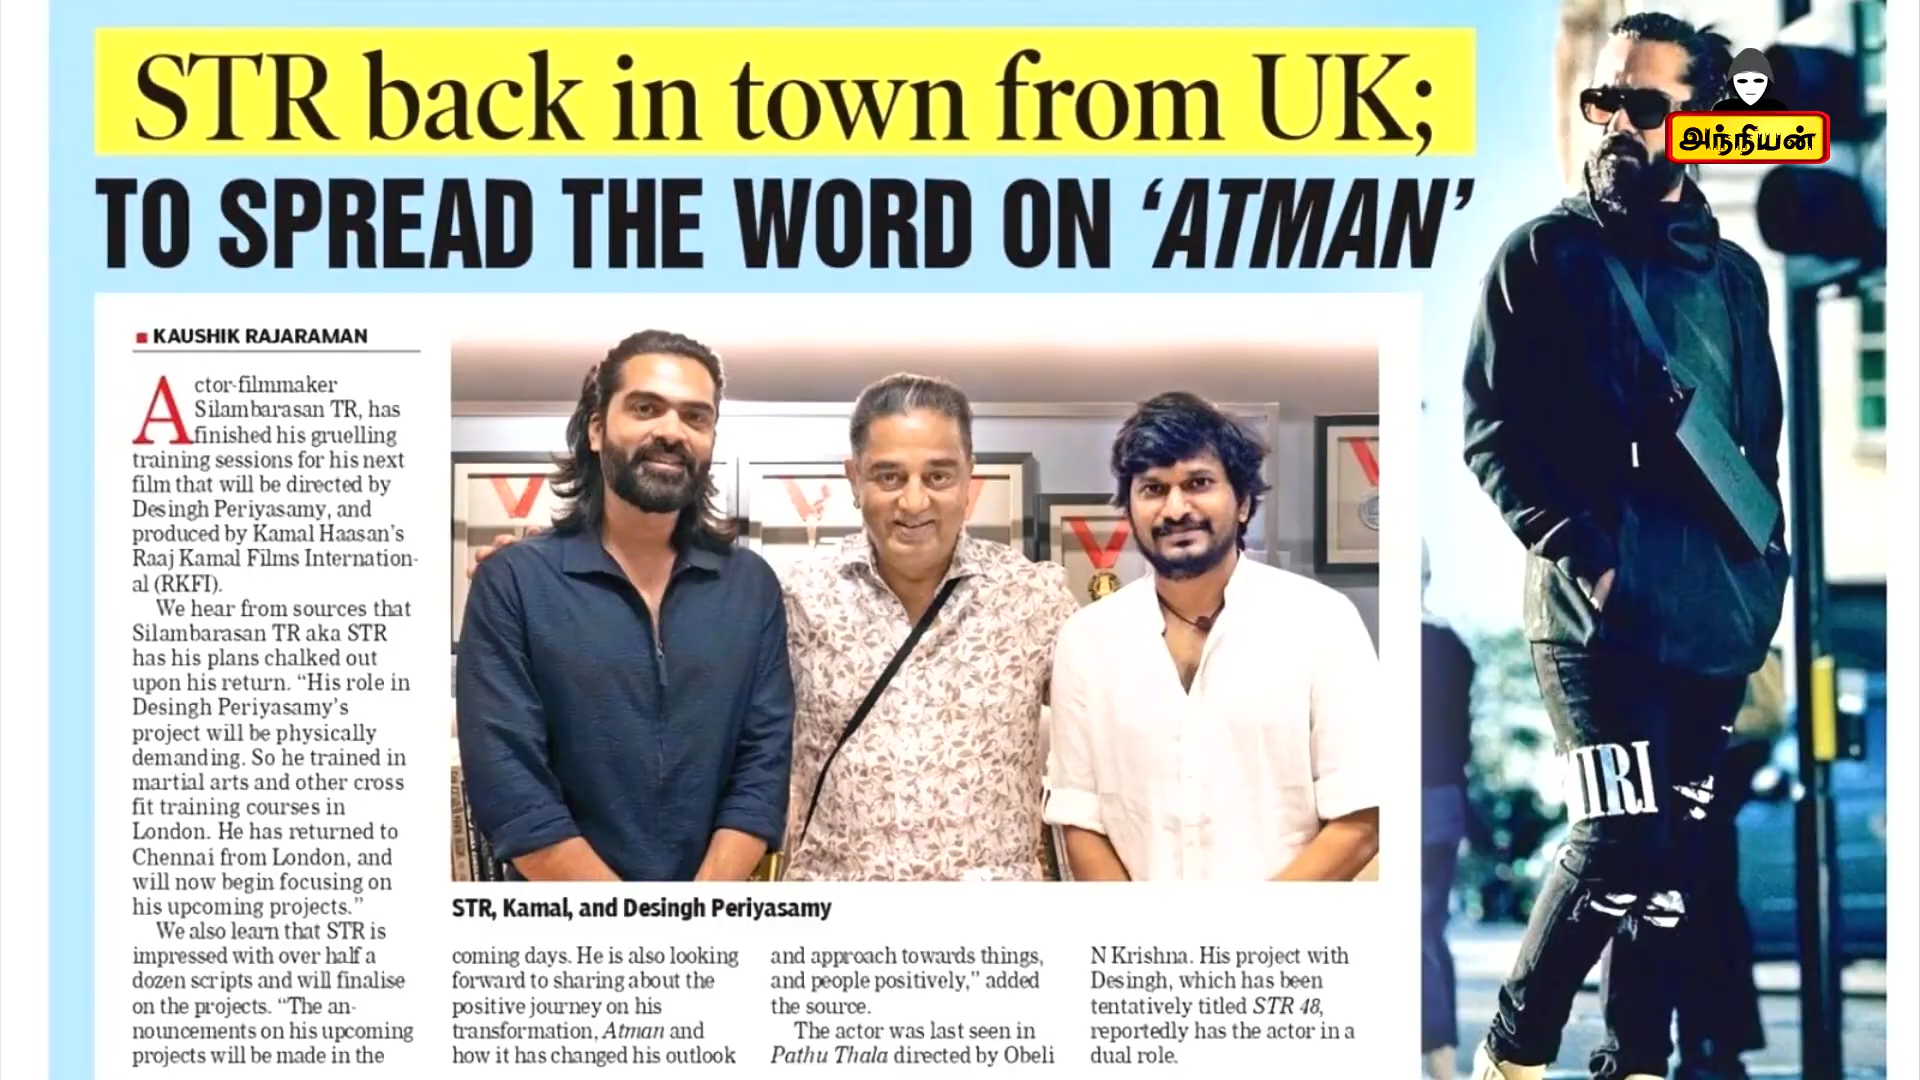 STR back in town from UK;
TO SPREAD THE WORD ON ‘ATMAN’
அந்நியன்
KAUSHIK RAJARAMAN
Actor-filmmaker
Silambarasan TR, has
finished his gruelling
training sessions for his next
film that will be directed by
Desingh Periyasamy, and
produced by Kamal Haasan’s
Raaj Kamal Films Internation-
al (RKFI).
We hear from sources that
Silambarasan TR aka STR
has his plans chalked out
upon his return. “His role in
Desingh Periyasamy’s
project will be physically
demanding. So he trained in
martial arts and other cross
fit training courses in
London. He has returned to
Chennai from London, and
will now begin focusing on
his upcoming projects.”
We also learn that STR is
impressed with over half a
dozen scripts and will finalise
on the projects. “The an-
nouncements on his upcoming
projects will be made in the
STR, Kamal, and Desingh Periyasamy
coming days. He is also looking
forward to sharing about the
positive journey on his
transformation, Atman and
how it has changed his outlook
and approach towards things,
and people positively,” added
the source.
The actor was last seen in
Pathu Thala directed by Obeli
N Krishna. His project with
Desingh, which has been
tentatively titled STR 48,
reportedly has the actor in a
dual role.